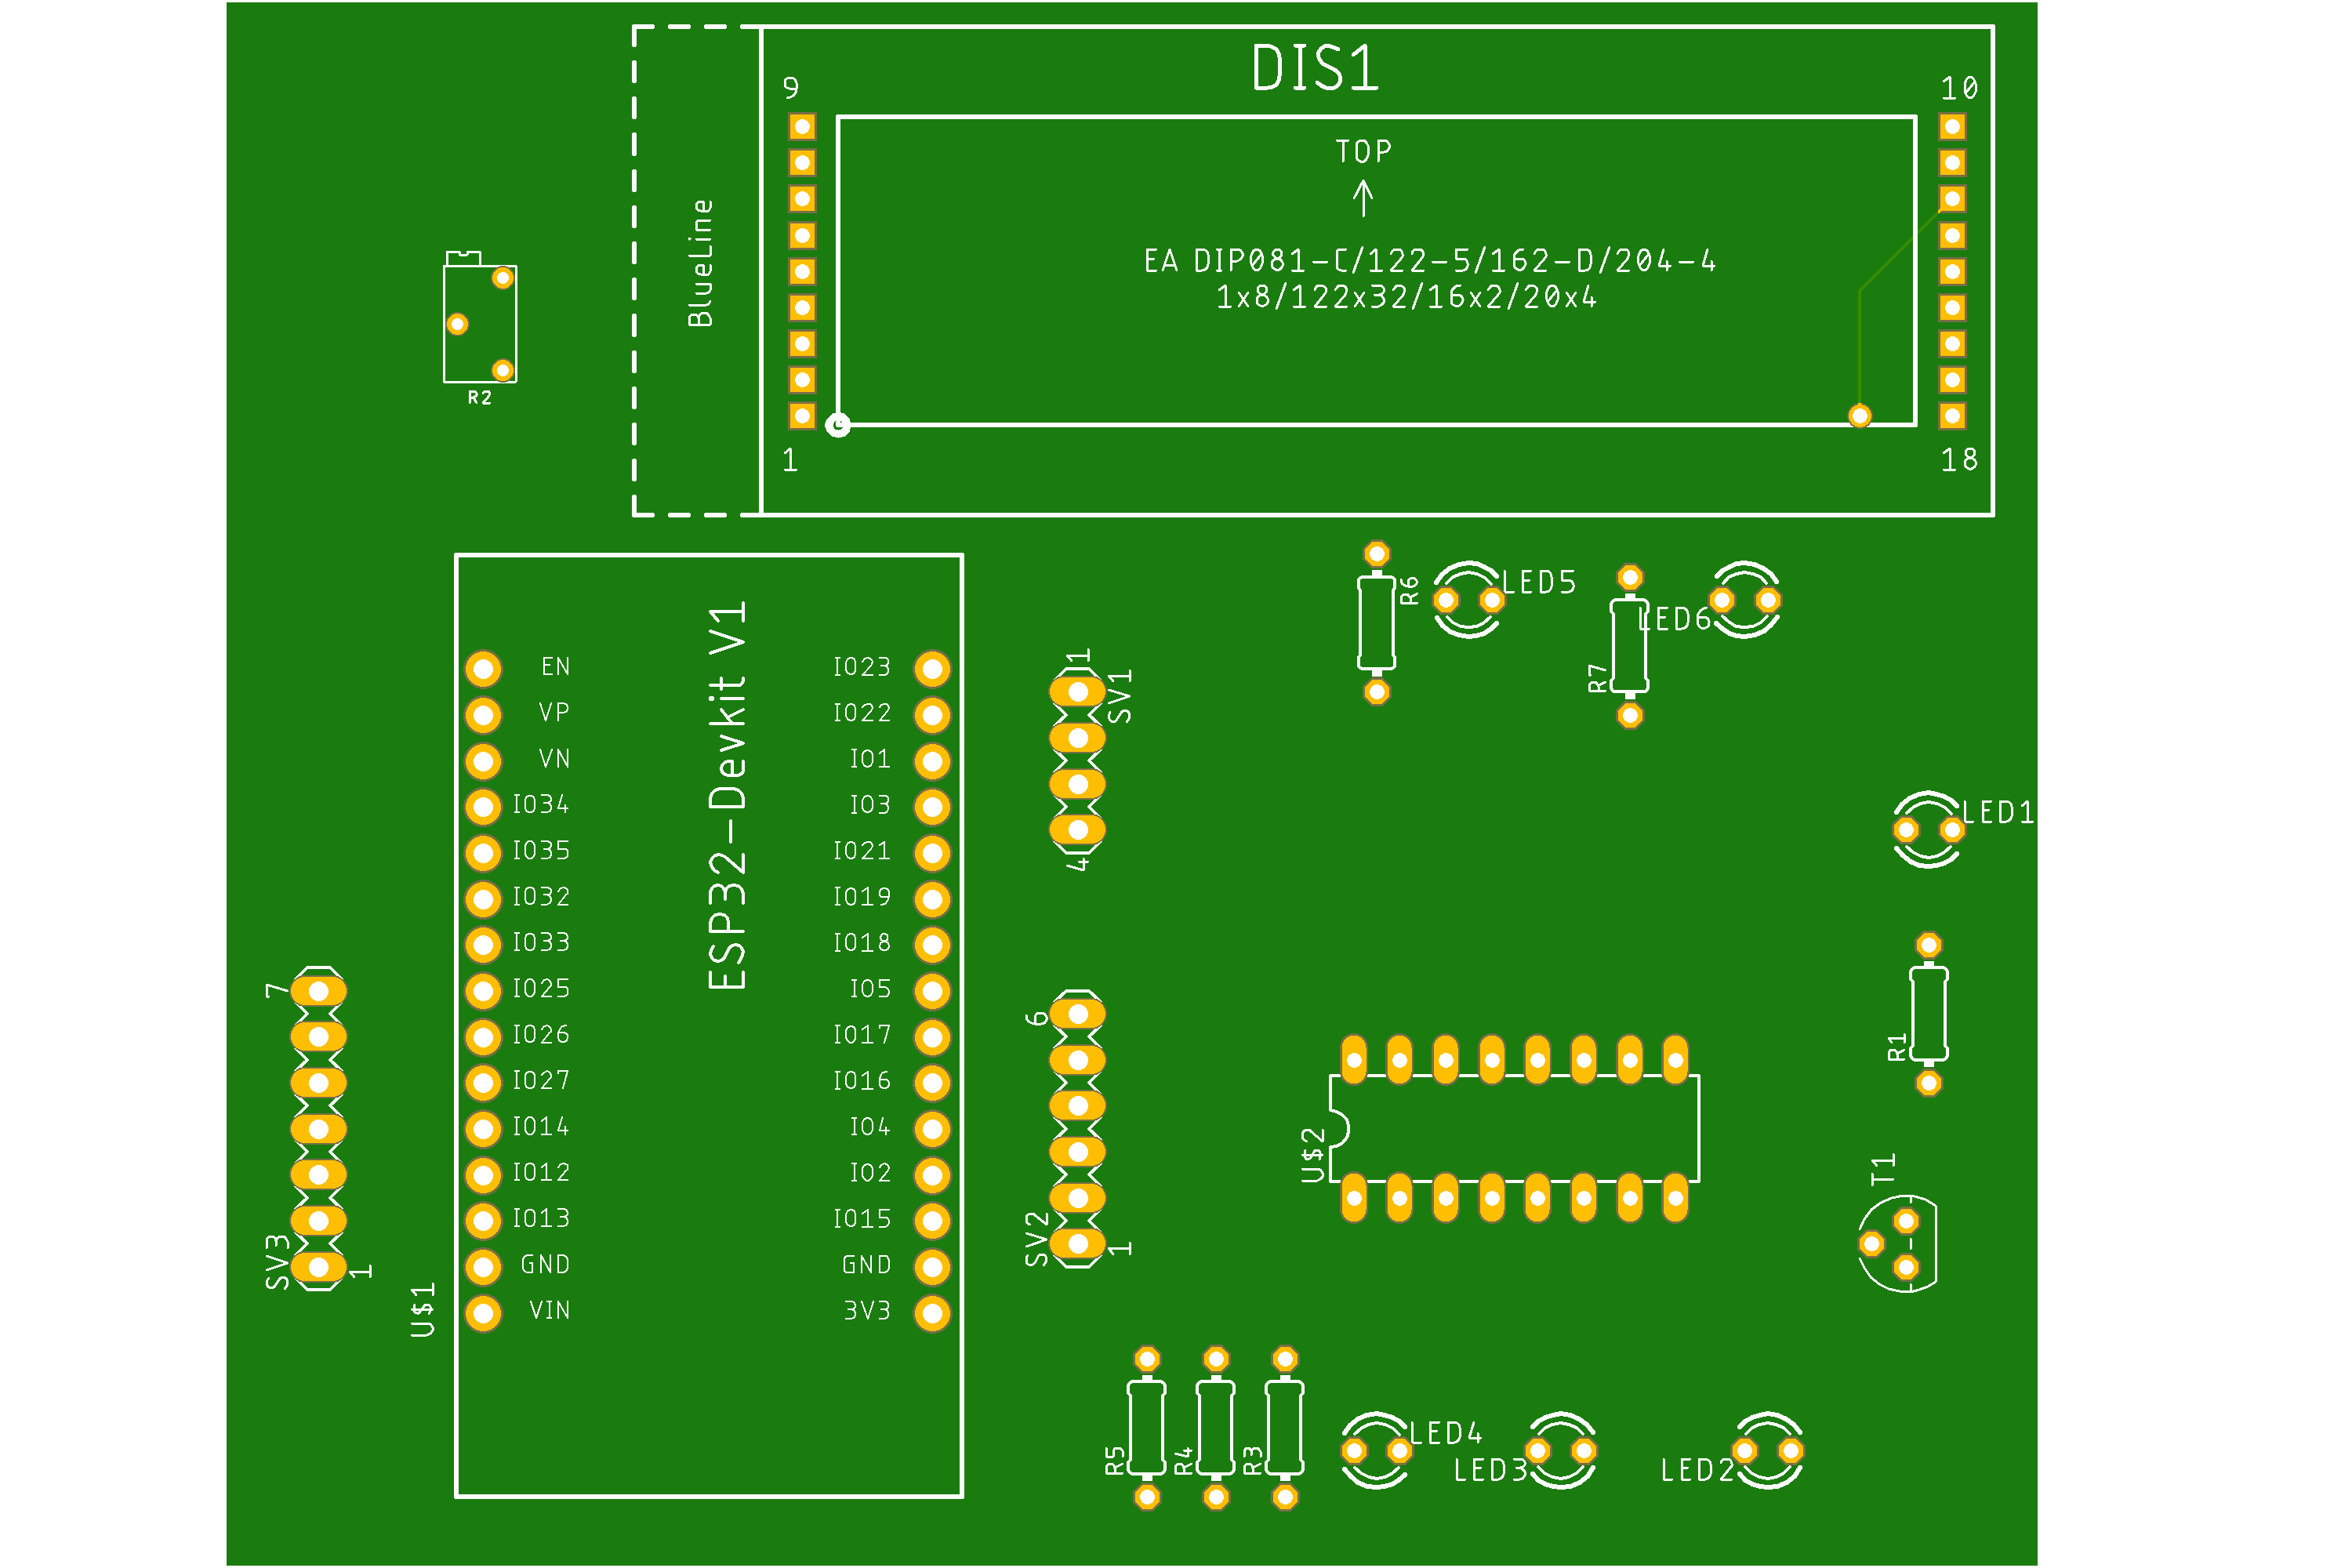 DIS1
9
10
TOP
BlueLine
EA DIP081-C/122-5/162-D/204-4
1x8/122x32/16x2/20x4
R2
1
18
R6
LED5
LED6
R7
ESP32-Devkit V1
EN
IO23
VP
IO22
VN
IO1
IO34
IO3
IO35
IO21
IO32
IO19
IO33
IO18
IO25
IO5
IO26
IO17
IO27
IO16
IO14
IO4
IO12
IO2
IO13
IO15
GND
GND
VIN
3V3
U$1
1
SV1
4
LED1
7
SV3
1
6
SV2
1
R1
U$2
T1
R5
R4
R3
LED4
LED3
LED2